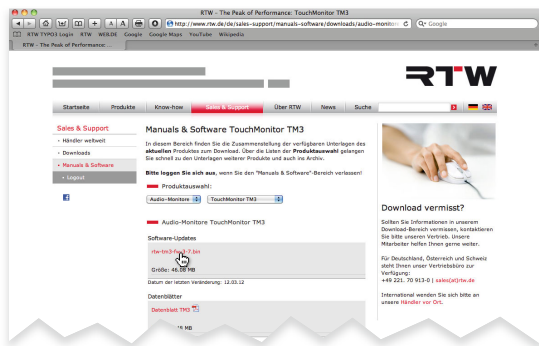 RTW - The Peak of Performance: TouchMonitor TM3
http://www.rtw.de/de/sales-support/manuals-software/downloads/audio-monitor
Google
RTW TYPO3 Login RTW WEB.DE Google Google Maps YouTube Wikipedia
RTW - The Peak of Performance: ...
RTW
Startseite Produkte Know-how Sales & Support Über RTW News Suche
Sales & Support
Händler weltweit
Downloads
Manuals & Software
Logout
Manuals & Software TouchMonitor TM3
In diesem Bereich finden Sie die Zusammenstellung der verfügbaren Unterlagen des
aktuellen Produktes zum Download. Über die Listen der Produktauswahl gelangen
Sie schnell zu den Unterlagen weiterer Produkte und auch ins Archiv.
Bitte loggen Sie sich aus, wenn Sie den "Manuals & Software"-Bereich verlassen!
Produktauswahl:
Audio-Monitore TouchMonitor TM3
Audio-Monitore TouchMonitor TM3
Software-Updates
rtw-tm3-fw-3-7.bin
Größe: 46.08 MB
Datum der letzten Veränderung: 12.03.12
Datenblätter
Datenblatt TM3
MB
Download vermisst?
Sollten Sie Informationen in unserem
Download-Bereich vermissen, kontaktieren
Sie bitte unseren Vertrieb. Unsere
Mitarbeiter helfen Ihnen gerne weiter.
Für Deutschland, Österreich und Schweiz
steht Ihnen unser Vertriebsbüro zur
Verfügung:
+49 221. 70 913-0 | sales(at)rtw.de
International wenden Sie sich bitte an
unsere Händler vor Ort.